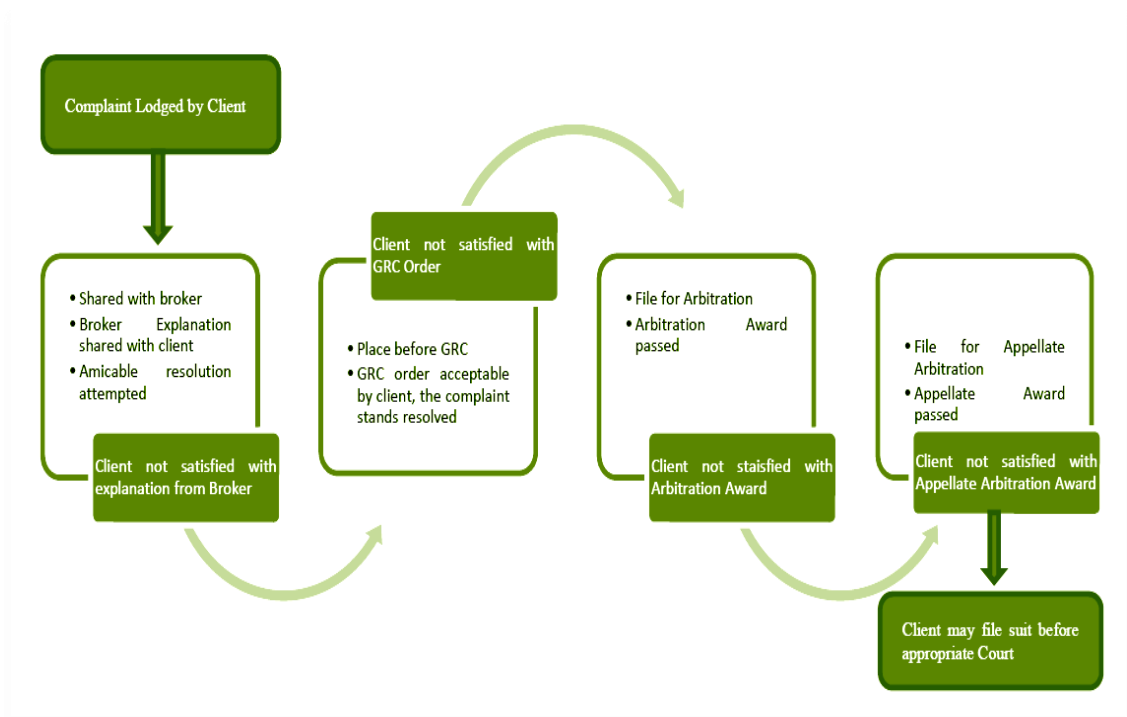 Complaint Lodged by Client
• Shared with broker
• Broker Explanation
shared with client
• Amicable resolution
attempted
Client not satisfied with
explanation from Broker
Client not satisfied with
GRC Order
• Place before GRC
• GRC order acceptable
by client, the complaint
stands resolved
• File for Arbitration
• Arbitration Award
passed
Client not staisfied with
Arbitration Award
• File for Appellate
Arbitration
• Appellate Award
passed
Client not satisfied with
Appellate Arbitration Award
Client may file suit before
appropriate Court